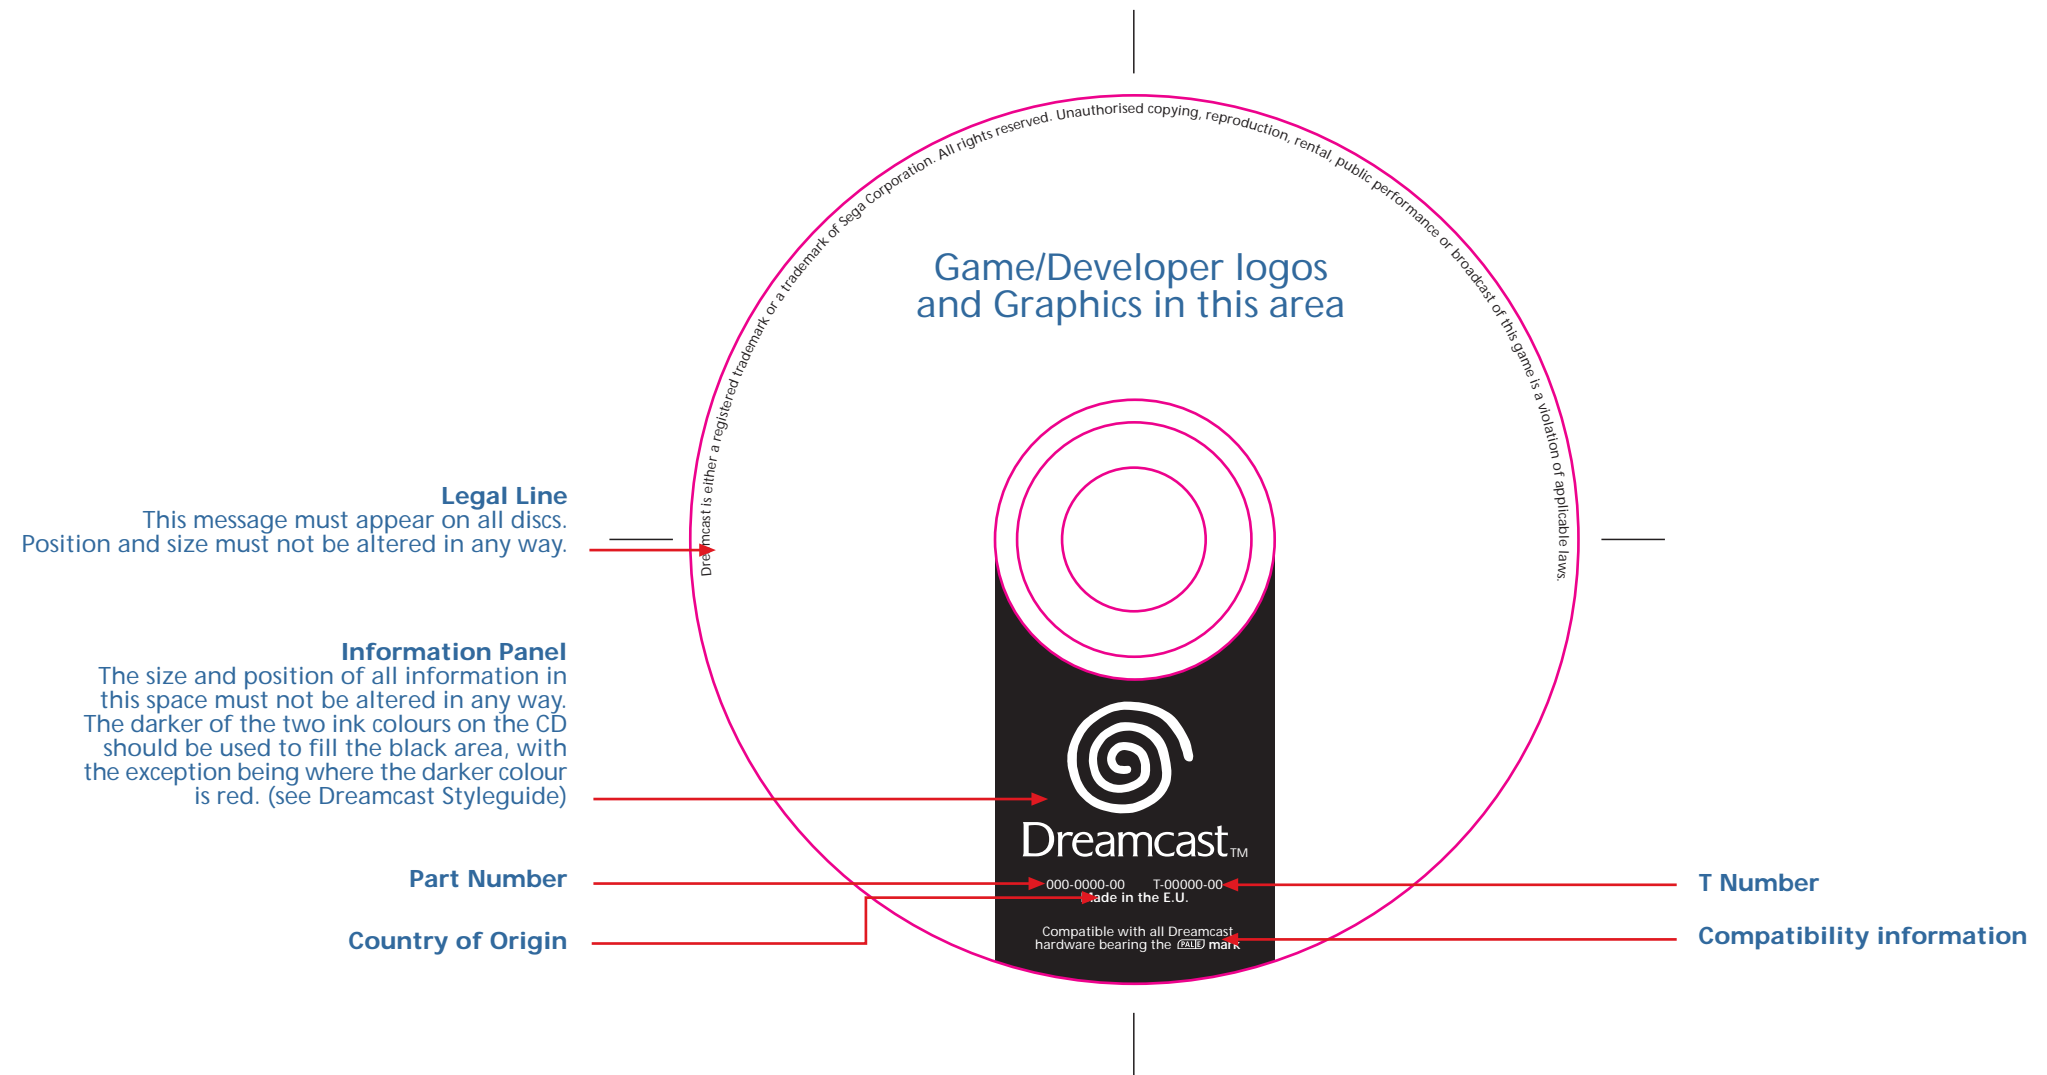 Dreamcast is either a registered trademark or a trademark of Sega Corporation. All rights reserved. Unauthorised copying, reproduction, rental, public performance or broadcast of this game is a violation of applicable laws.
Game/Developer logos
and Graphics in this area
Legal Line
This message must appear on all discs.
Position and size must not be altered in any way.
Information Panel
The size and position of all information in
this space must not be altered in any way.
The darker of the two ink colours on the CD
should be used to fill the black area, with
the exception being where the darker colour
is red. (see Dreamcast Styleguide)
Part Number
Country of Origin
Dreamcast™
000-0000-00 T-00000-00
Made in the E.U.
Compatible with all Dreamcast
hardware bearing the PAL E mark
T Number
Compatibility information